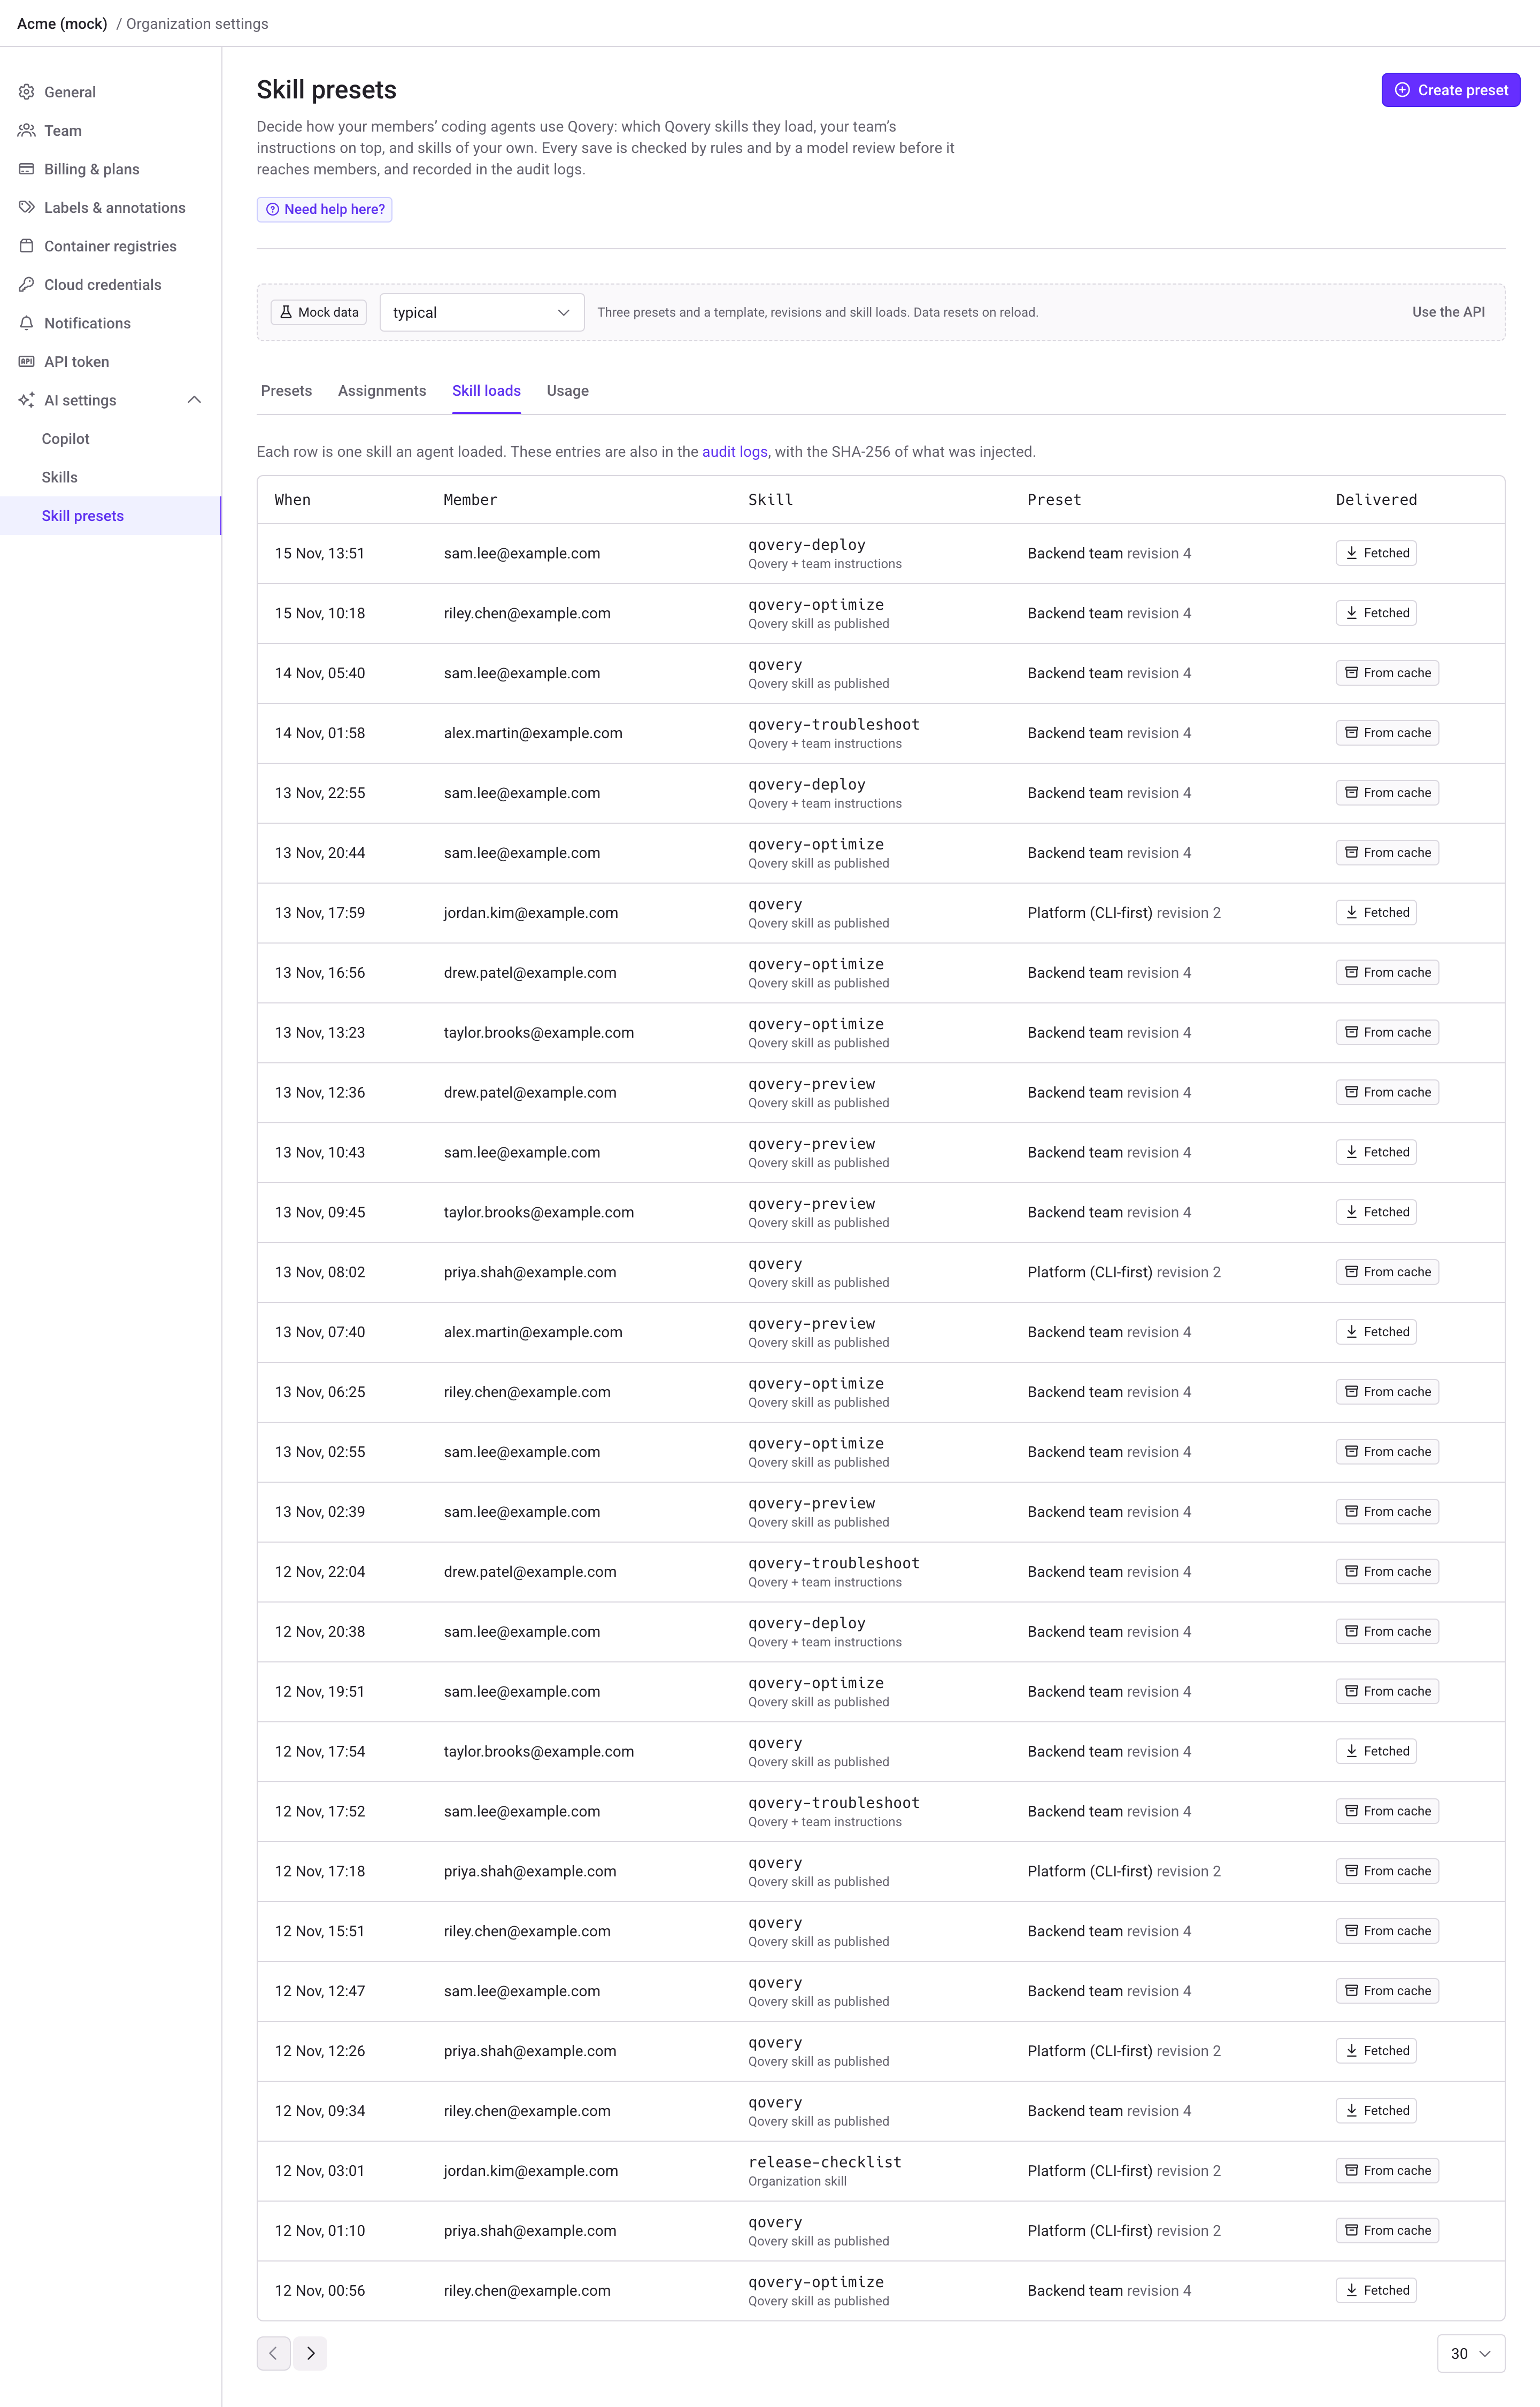 Acme (mock) / Organization settings
General
Team
Billing & plans
Labels & annotations
Container registries
Cloud credentials
Notifications
API token
AI settings
Copilot
Skills
Skill presets
Skill presets
Create preset
Decide how your members’ coding agents use Qovery: which Qovery skills they load, your team’s
instructions on top, and skills of your own. Every save is checked by rules and by a model review before it
reaches members, and recorded in the audit logs.
Need help here?
Mock data typical Three presets and a template, revisions and skill loads. Data resets on reload. Use the API
Presets Assignments Skill loads Usage
Each row is one skill an agent loaded. These entries are also in the audit logs, with the SHA-256 of what was injected.
When Member Skill Preset Delivered
15 Nov, 13:51 sam.lee@example.com qovery-deploy Backend team revision 4 Fetched
Qovery + team instructions
15 Nov, 10:18 riley.chen@example.com qovery-optimize Backend team revision 4 Fetched
Qovery skill as published
14 Nov, 05:40 sam.lee@example.com qovery Backend team revision 4 From cache
Qovery skill as published
14 Nov, 01:58 alex.martin@example.com qovery-troubleshoot Backend team revision 4 From cache
Qovery + team instructions
13 Nov, 22:55 sam.lee@example.com qovery-deploy Backend team revision 4 From cache
Qovery + team instructions
13 Nov, 20:44 sam.lee@example.com qovery-optimize Backend team revision 4 From cache
Qovery skill as published
13 Nov, 17:59 jordan.kim@example.com qovery Platform (CLI-first) revision 2 Fetched
Qovery skill as published
13 Nov, 16:56 drew.patel@example.com qovery-optimize Backend team revision 4 From cache
Qovery skill as published
13 Nov, 13:23 taylor.brooks@example.com qovery-optimize Backend team revision 4 From cache
Qovery skill as published
13 Nov, 12:36 drew.patel@example.com qovery-preview Backend team revision 4 From cache
Qovery skill as published
13 Nov, 10:43 sam.lee@example.com qovery-preview Backend team revision 4 Fetched
Qovery skill as published
13 Nov, 09:45 taylor.brooks@example.com qovery-preview Backend team revision 4 Fetched
Qovery skill as published
13 Nov, 08:02 priya.shah@example.com qovery Platform (CLI-first) revision 2 From cache
Qovery skill as published
13 Nov, 07:40 alex.martin@example.com qovery-preview Backend team revision 4 Fetched
Qovery skill as published
13 Nov, 06:25 riley.chen@example.com qovery-optimize Backend team revision 4 From cache
Qovery skill as published
13 Nov, 02:55 sam.lee@example.com qovery-optimize Backend team revision 4 From cache
Qovery skill as published
13 Nov, 02:39 sam.lee@example.com qovery-preview Backend team revision 4 From cache
Qovery skill as published
12 Nov, 22:04 drew.patel@example.com qovery-troubleshoot Backend team revision 4 From cache
Qovery + team instructions
12 Nov, 20:38 sam.lee@example.com qovery-deploy Backend team revision 4 From cache
Qovery + team instructions
12 Nov, 19:51 sam.lee@example.com qovery-optimize Backend team revision 4 From cache
Qovery skill as published
12 Nov, 17:54 taylor.brooks@example.com qovery Backend team revision 4 Fetched
Qovery skill as published
12 Nov, 17:52 sam.lee@example.com qovery-troubleshoot Backend team revision 4 From cache
Qovery + team instructions
12 Nov, 17:18 priya.shah@example.com qovery Platform (CLI-first) revision 2 From cache
Qovery skill as published
12 Nov, 15:51 riley.chen@example.com qovery Backend team revision 4 From cache
Qovery skill as published
12 Nov, 12:47 sam.lee@example.com qovery Backend team revision 4 From cache
Qovery skill as published
12 Nov, 12:26 priya.shah@example.com qovery Platform (CLI-first) revision 2 Fetched
Qovery skill as published
12 Nov, 09:34 riley.chen@example.com qovery Backend team revision 4 Fetched
Qovery skill as published
12 Nov, 03:01 jordan.kim@example.com release-checklist Platform (CLI-first) revision 2 From cache
Organization skill
12 Nov, 01:10 priya.shah@example.com qovery Platform (CLI-first) revision 2 From cache
Qovery skill as published
12 Nov, 00:56 riley.chen@example.com qovery-optimize Backend team revision 4 Fetched
Qovery skill as published
30